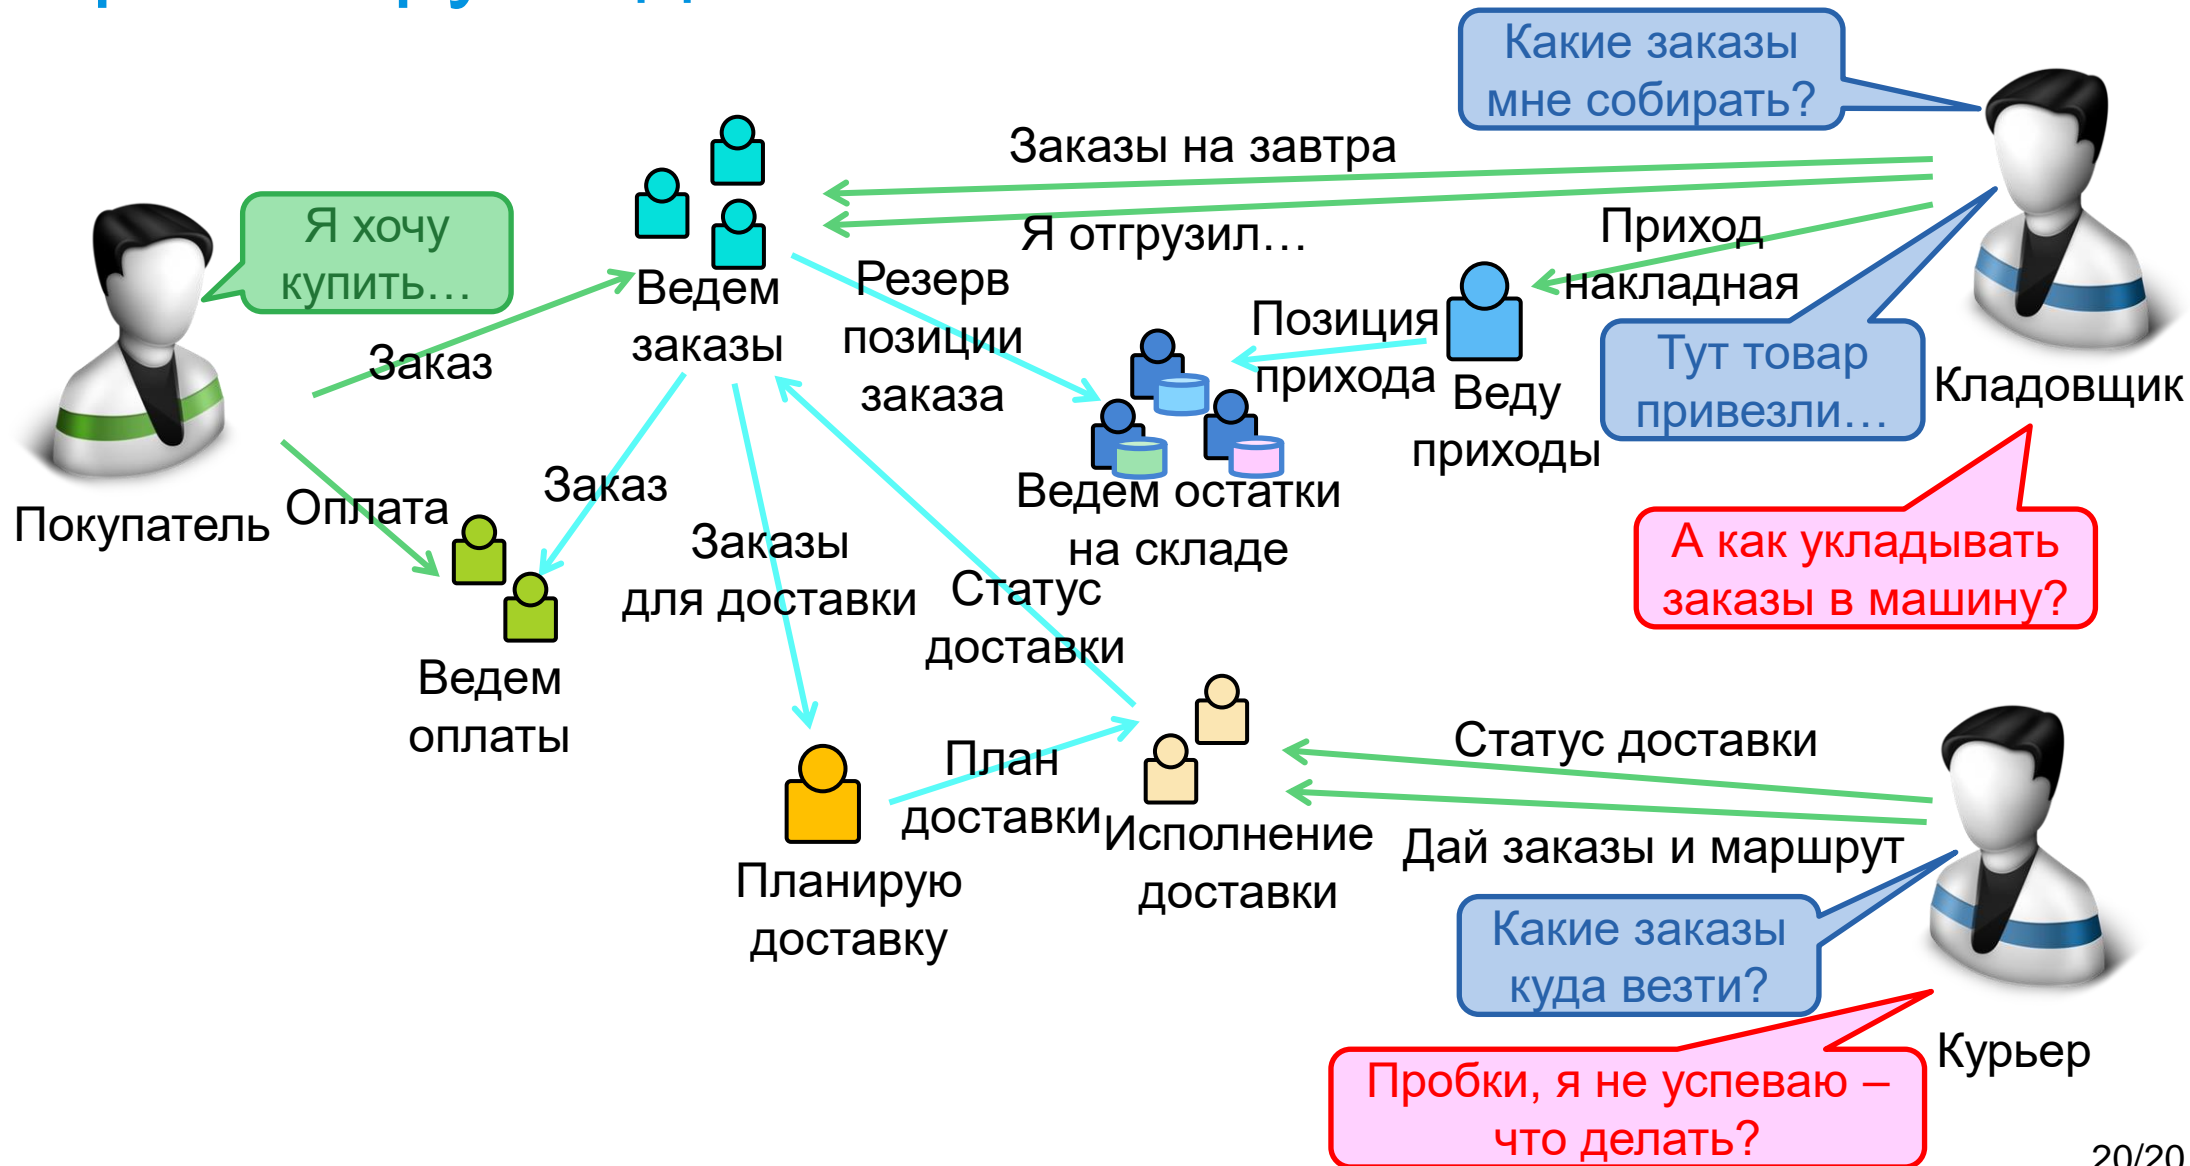 Какие заказы
мне собирать?
Заказы на завтра
Я хочу
купить…
Я отгрузил…
Приход
накладная
Ведем
заказы
Резерв
позиции
заказа
Позиция
прихода
Заказ
Веду
приходы
Тут товар
привезли…
Кладовщик
Покупатель
Оплата
Заказ
Ведем остатки
на складе
А как укладывать
заказы в машину?
Заказы
для доставки
Статус
доставки
Ведем
оплаты
План
доставки
Исполнение
доставки
Статус доставки
Дай заказы и маршрут
Планирую
доставку
Какие заказы
куда везти?
Курьер
Пробки, я не успеваю –
что делать?
20/20